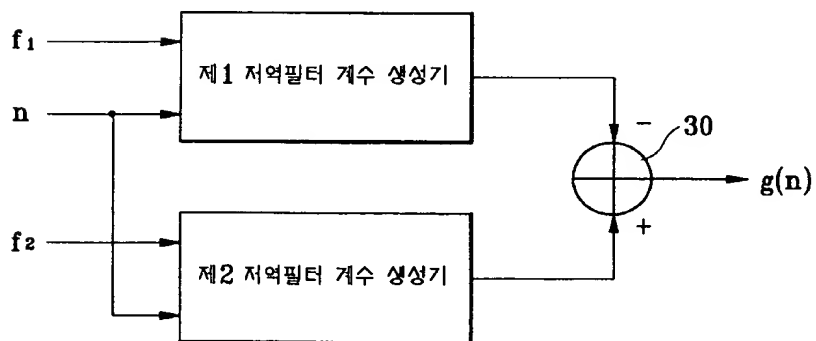 f₁
제1 저역필터 계수 생성기
n
−
30
g(n)
+
f₂
제2 저역필터 계수 생성기